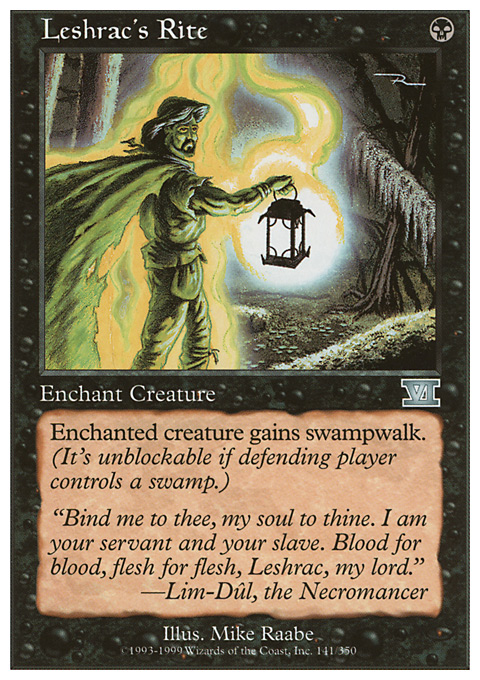 Leshrac's Rite
Enchant Creature
VI
Enchanted creature gains swampwalk.
(It's unblockable if defending player
controls a swamp.)
"Bind me to thee, my soul to thine. I am
your servant and your slave. Blood for
blood, flesh for flesh, Leshrac, my lord."
—Lim-Dûl, the Necromancer
Illus. Mike Raabe
©1993-1999 Wizards of the Coast, Inc. 141/350